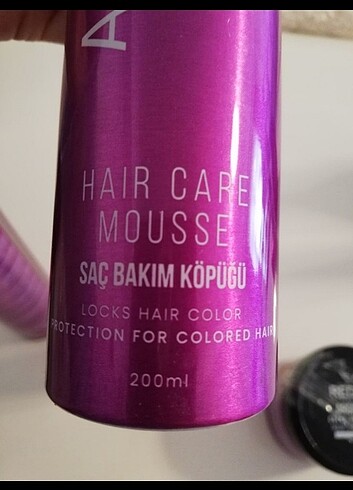 A
HAIR CARE
MOUSSE
SAÇ BAKIM KÖPÜĞÜ
LOCKS HAIR COLOR
PROTECTION FOR COLORED HAIR
200ml